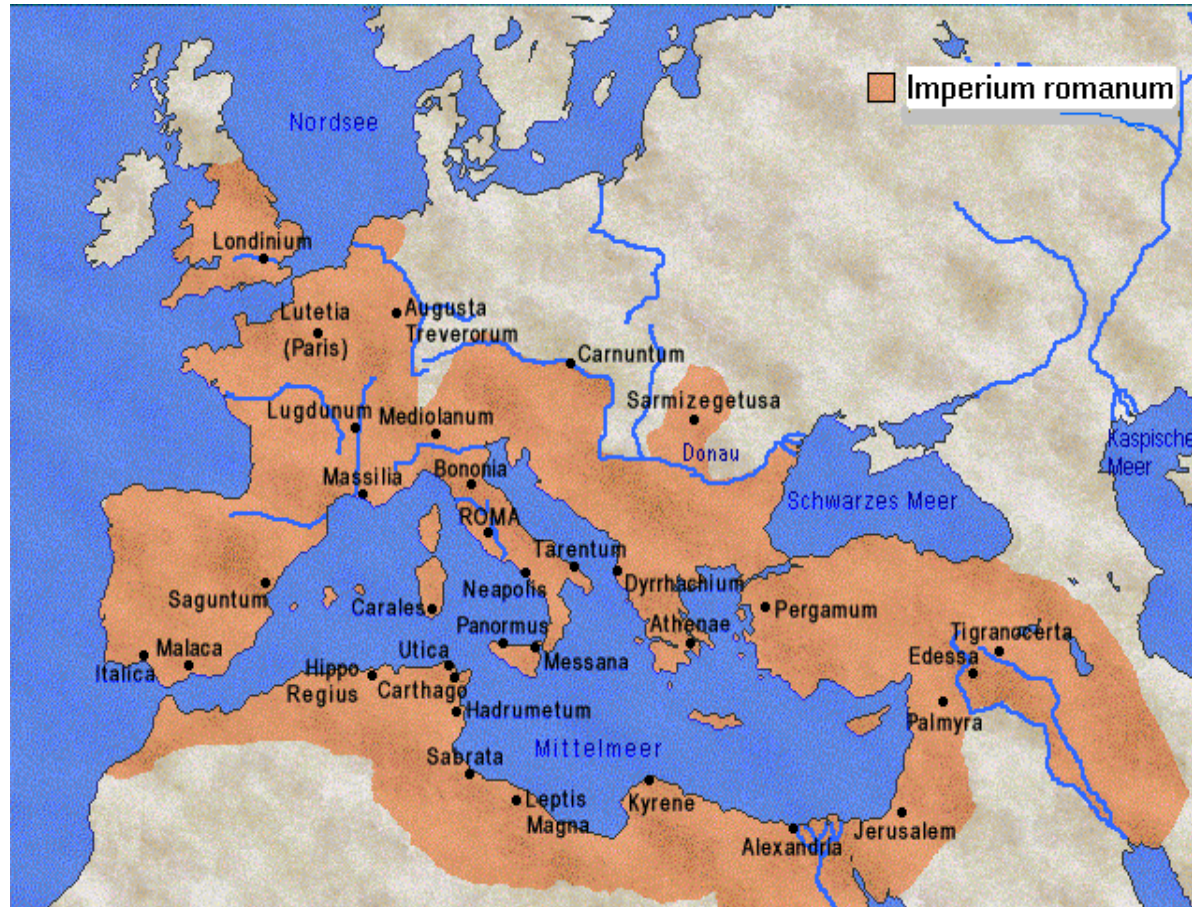 Imperium romanum
Nordsee
Londinium
Lutetia
(Paris)
Augusta
Treverorum
Carnuntum
Sarmizegetusa
Lugdunum
Mediolanum
Donau
Kaspische
Meer
Bononia
Massilia
Schwarzes Meer
ROMA
Tarentum
Saguntum
Neapolis
Dyrrhachium
Carales
Pergamum
Panormus
Athenae
Tigranocerta
Malaca
Utica
Messana
Edessa
Italica
Hippo
Regius
Carthago
Hadrumetum
Palmyra
Mittelmeer
Sabrata
Leptis
Magna
Kyrene
Jerusalem
Alexandria